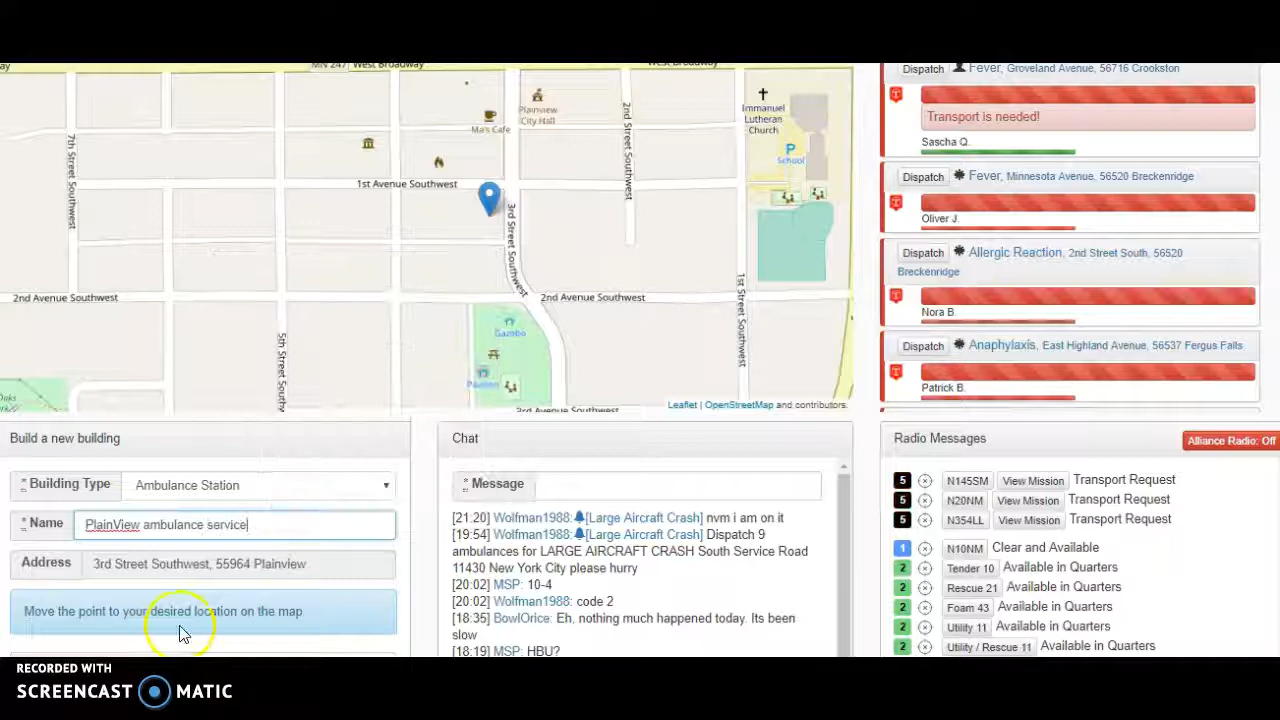 MN 247 West Broadway
West Broadway
7th Street Southwest
Ma's Cafe
Plainview
City Hall
2nd Street Southwest
Immanuel
Lutheran
Church
P
School
1st Avenue Southwest
3rd Street Southwest
2nd Avenue Southwest
2nd Avenue Southwest
1st Street Southwest
5th Street Southwest
Gazebo
Pavilion
Oaks
3rd Avenue Southwest
Leaflet | OpenStreetMap and contributors.
Dispatch Fever, Groveland Avenue, 56716 Crookston
Transport is needed!
Sascha Q.
Dispatch Fever, Minnesota Avenue, 56520 Breckenridge
Oliver J.
Dispatch Allergic Reaction, 2nd Street South, 56520
Breckenridge
Nora B.
Dispatch Anaphylaxis, East Highland Avenue, 56537 Fergus Falls
Patrick B.
Build a new building
* Building Type Ambulance Station
* Name PlainView ambulance service
Address 3rd Street Southwest, 55964 Plainview
Move the point to your desired location on the map
Chat
* Message
[21:20] Wolfman1988: [Large Aircraft Crash] nvm i am on it
[19:54] Wolfman1988: [Large Aircraft Crash] Dispatch 9
ambulances for LARGE AIRCRAFT CRASH South Service Road
11430 New York City please hurry
[20:02] MSP: 10-4
[20:02] Wolfman1988: code 2
[18:35] BowlOrice: Eh, nothing much happened today. Its been
slow
[18:19] MSP: HBU?
Radio Messages
Alliance Radio: Off
5 N145SM View Mission Transport Request
5 N20NM View Mission Transport Request
5 N354LL View Mission Transport Request
1 N10NM Clear and Available
2 Tender 10 Available in Quarters
2 Rescue 21 Available in Quarters
2 Foam 43 Available in Quarters
2 Utility 11 Available in Quarters
2 Utility / Rescue 11 Available in Quarters
RECORDED WITH
SCREENCAST MATIC